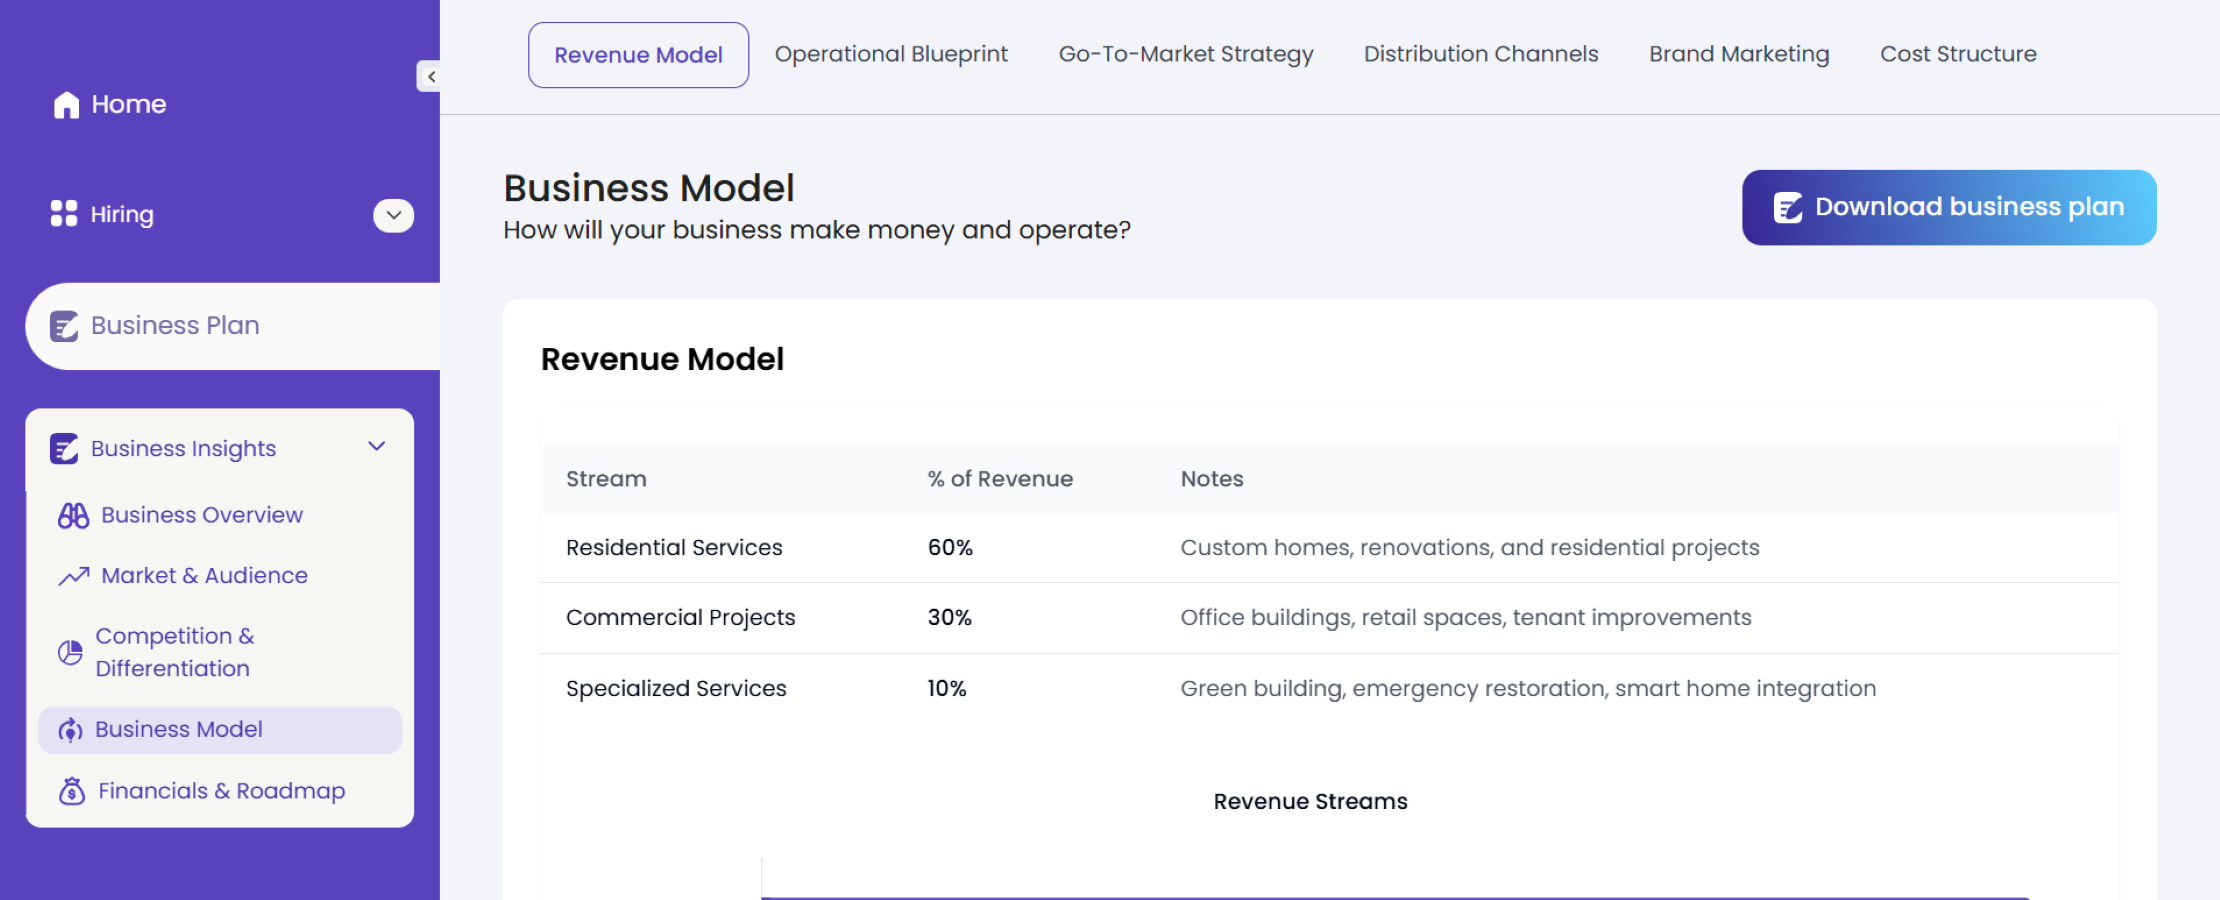 Home
Hiring
Business Plan
Business Insights
Business Overview
Market & Audience
Competition &
Differentiation
Business Model
Financials & Roadmap
Revenue Model
Operational Blueprint
Go-To-Market Strategy
Distribution Channels
Brand Marketing
Cost Structure
Business Model
How will your business make money and operate?
Download business plan
Revenue Model
Stream % of Revenue Notes
Residential Services 60% Custom homes, renovations, and residential projects
Commercial Projects 30% Office buildings, retail spaces, tenant improvements
Specialized Services 10% Green building, emergency restoration, smart home integration
Revenue Streams